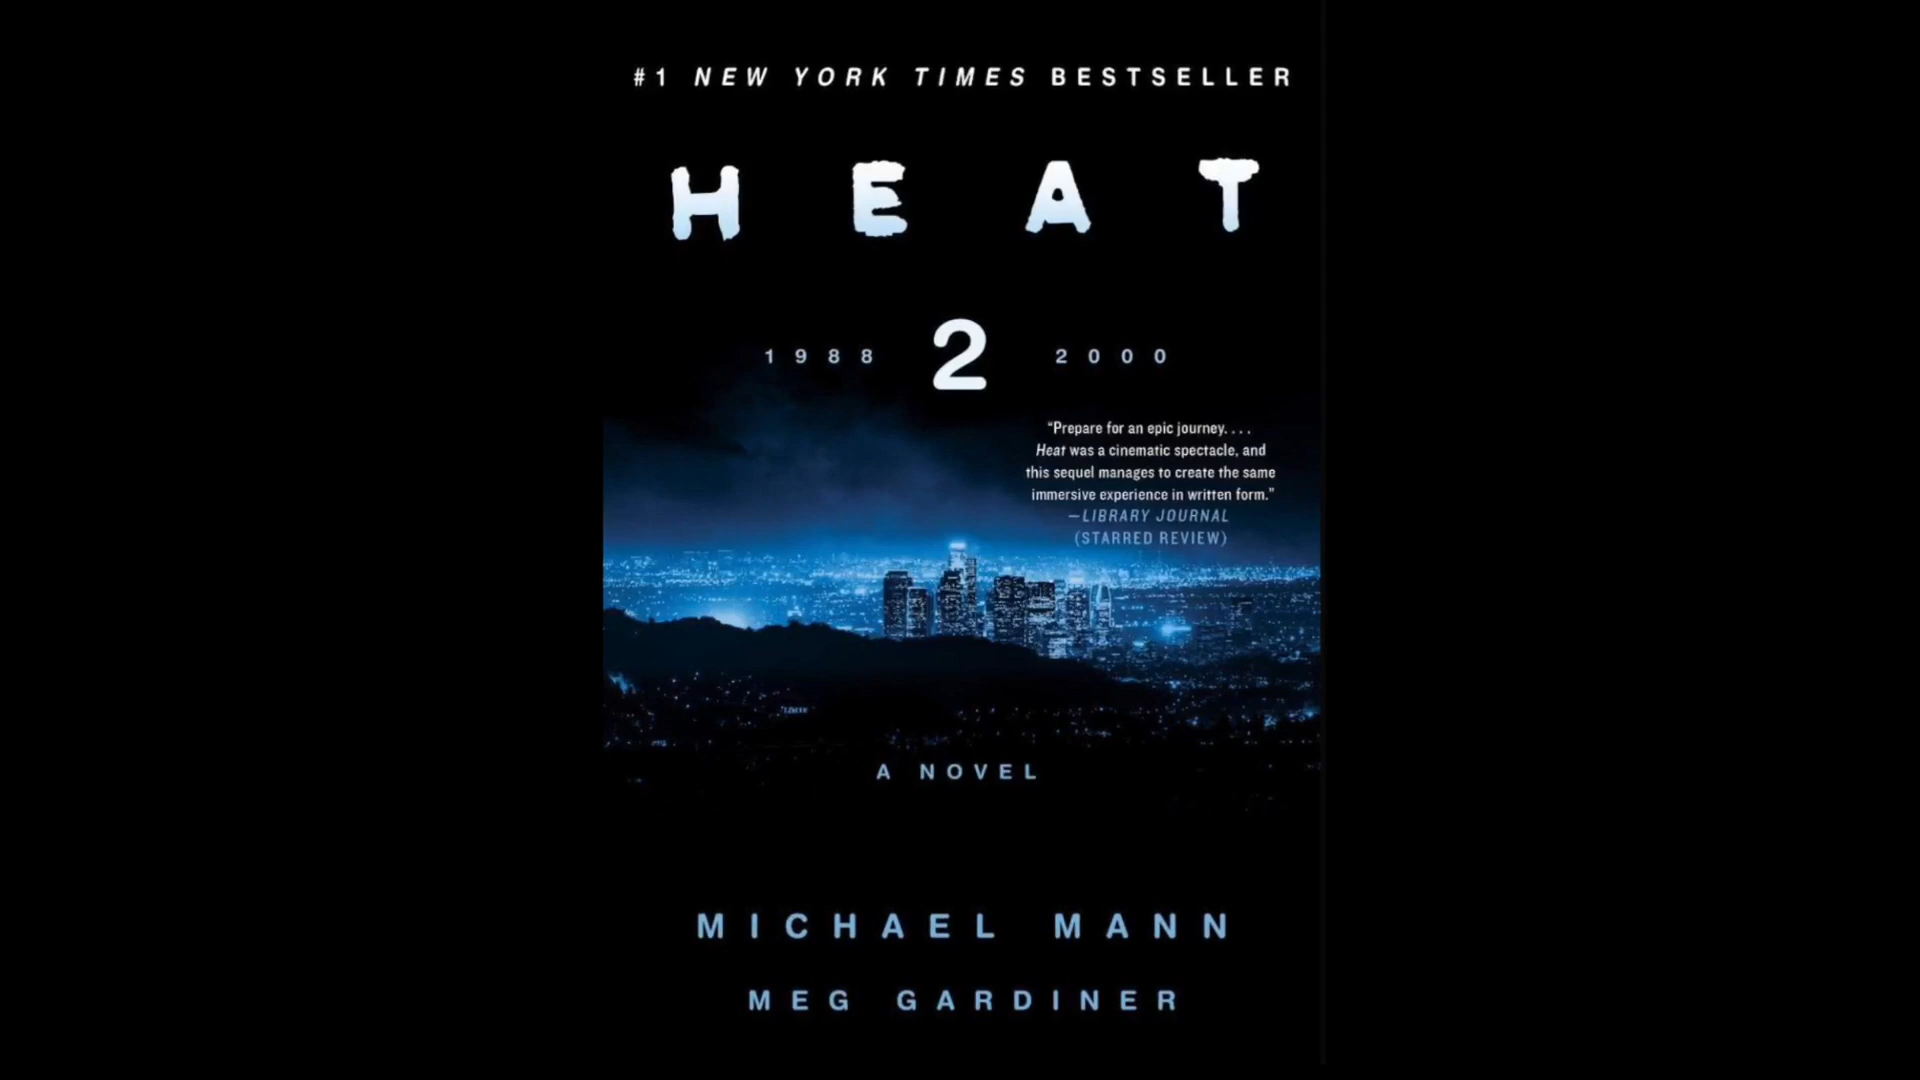 #1 NEW YORK TIMES BESTSELLER
HEAT
1988 2 2000
“Prepare for an epic journey. . . .
Heat was a cinematic spectacle, and
this sequel manages to create the same
immersive experience in written form.”
—LIBRARY JOURNAL
(STARRED REVIEW)
A NOVEL
MICHAEL MANN
MEG GARDINER